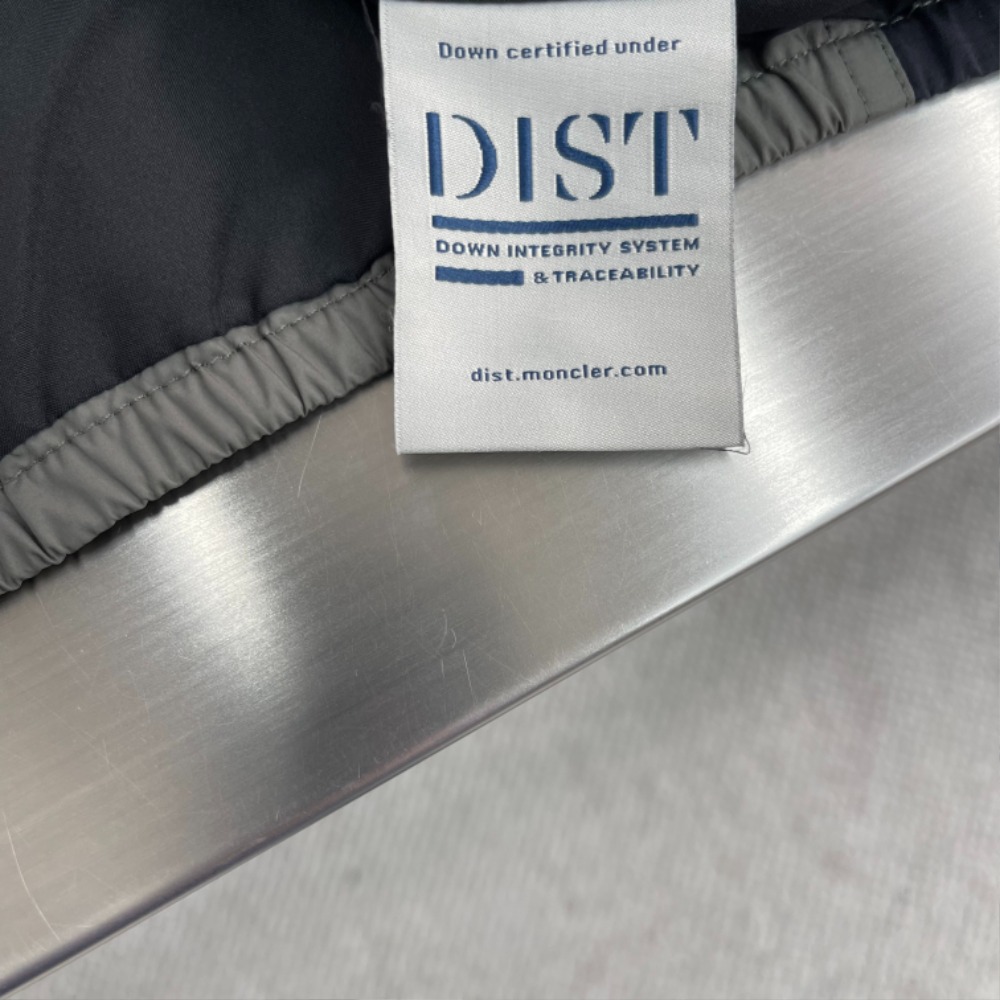 Down certified under
DIST
DOWN INTEGRITY SYSTEM
& TRACEABILITY
dist.moncler.com